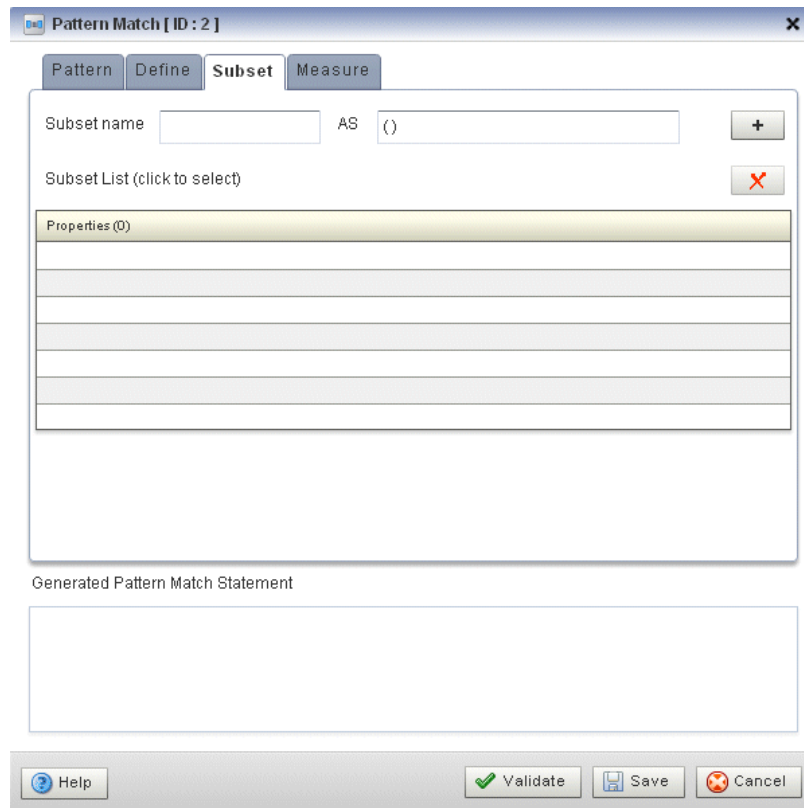 Pattern Match [ ID : 2 ]
Pattern Define Subset Measure
Subset name AS ()
+
Subset List (click to select)
Properties (0)
Generated Pattern Match Statement
Help Validate Save Cancel